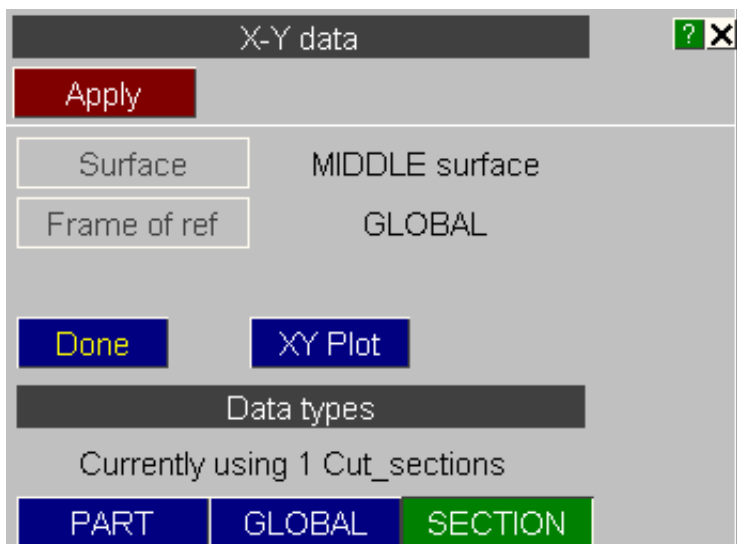 X-Y data ? X
Apply
Surface MIDDLE surface
Frame of ref GLOBAL
Done XY Plot
Data types
Currently using 1 Cut_sections
PART GLOBAL SECTION